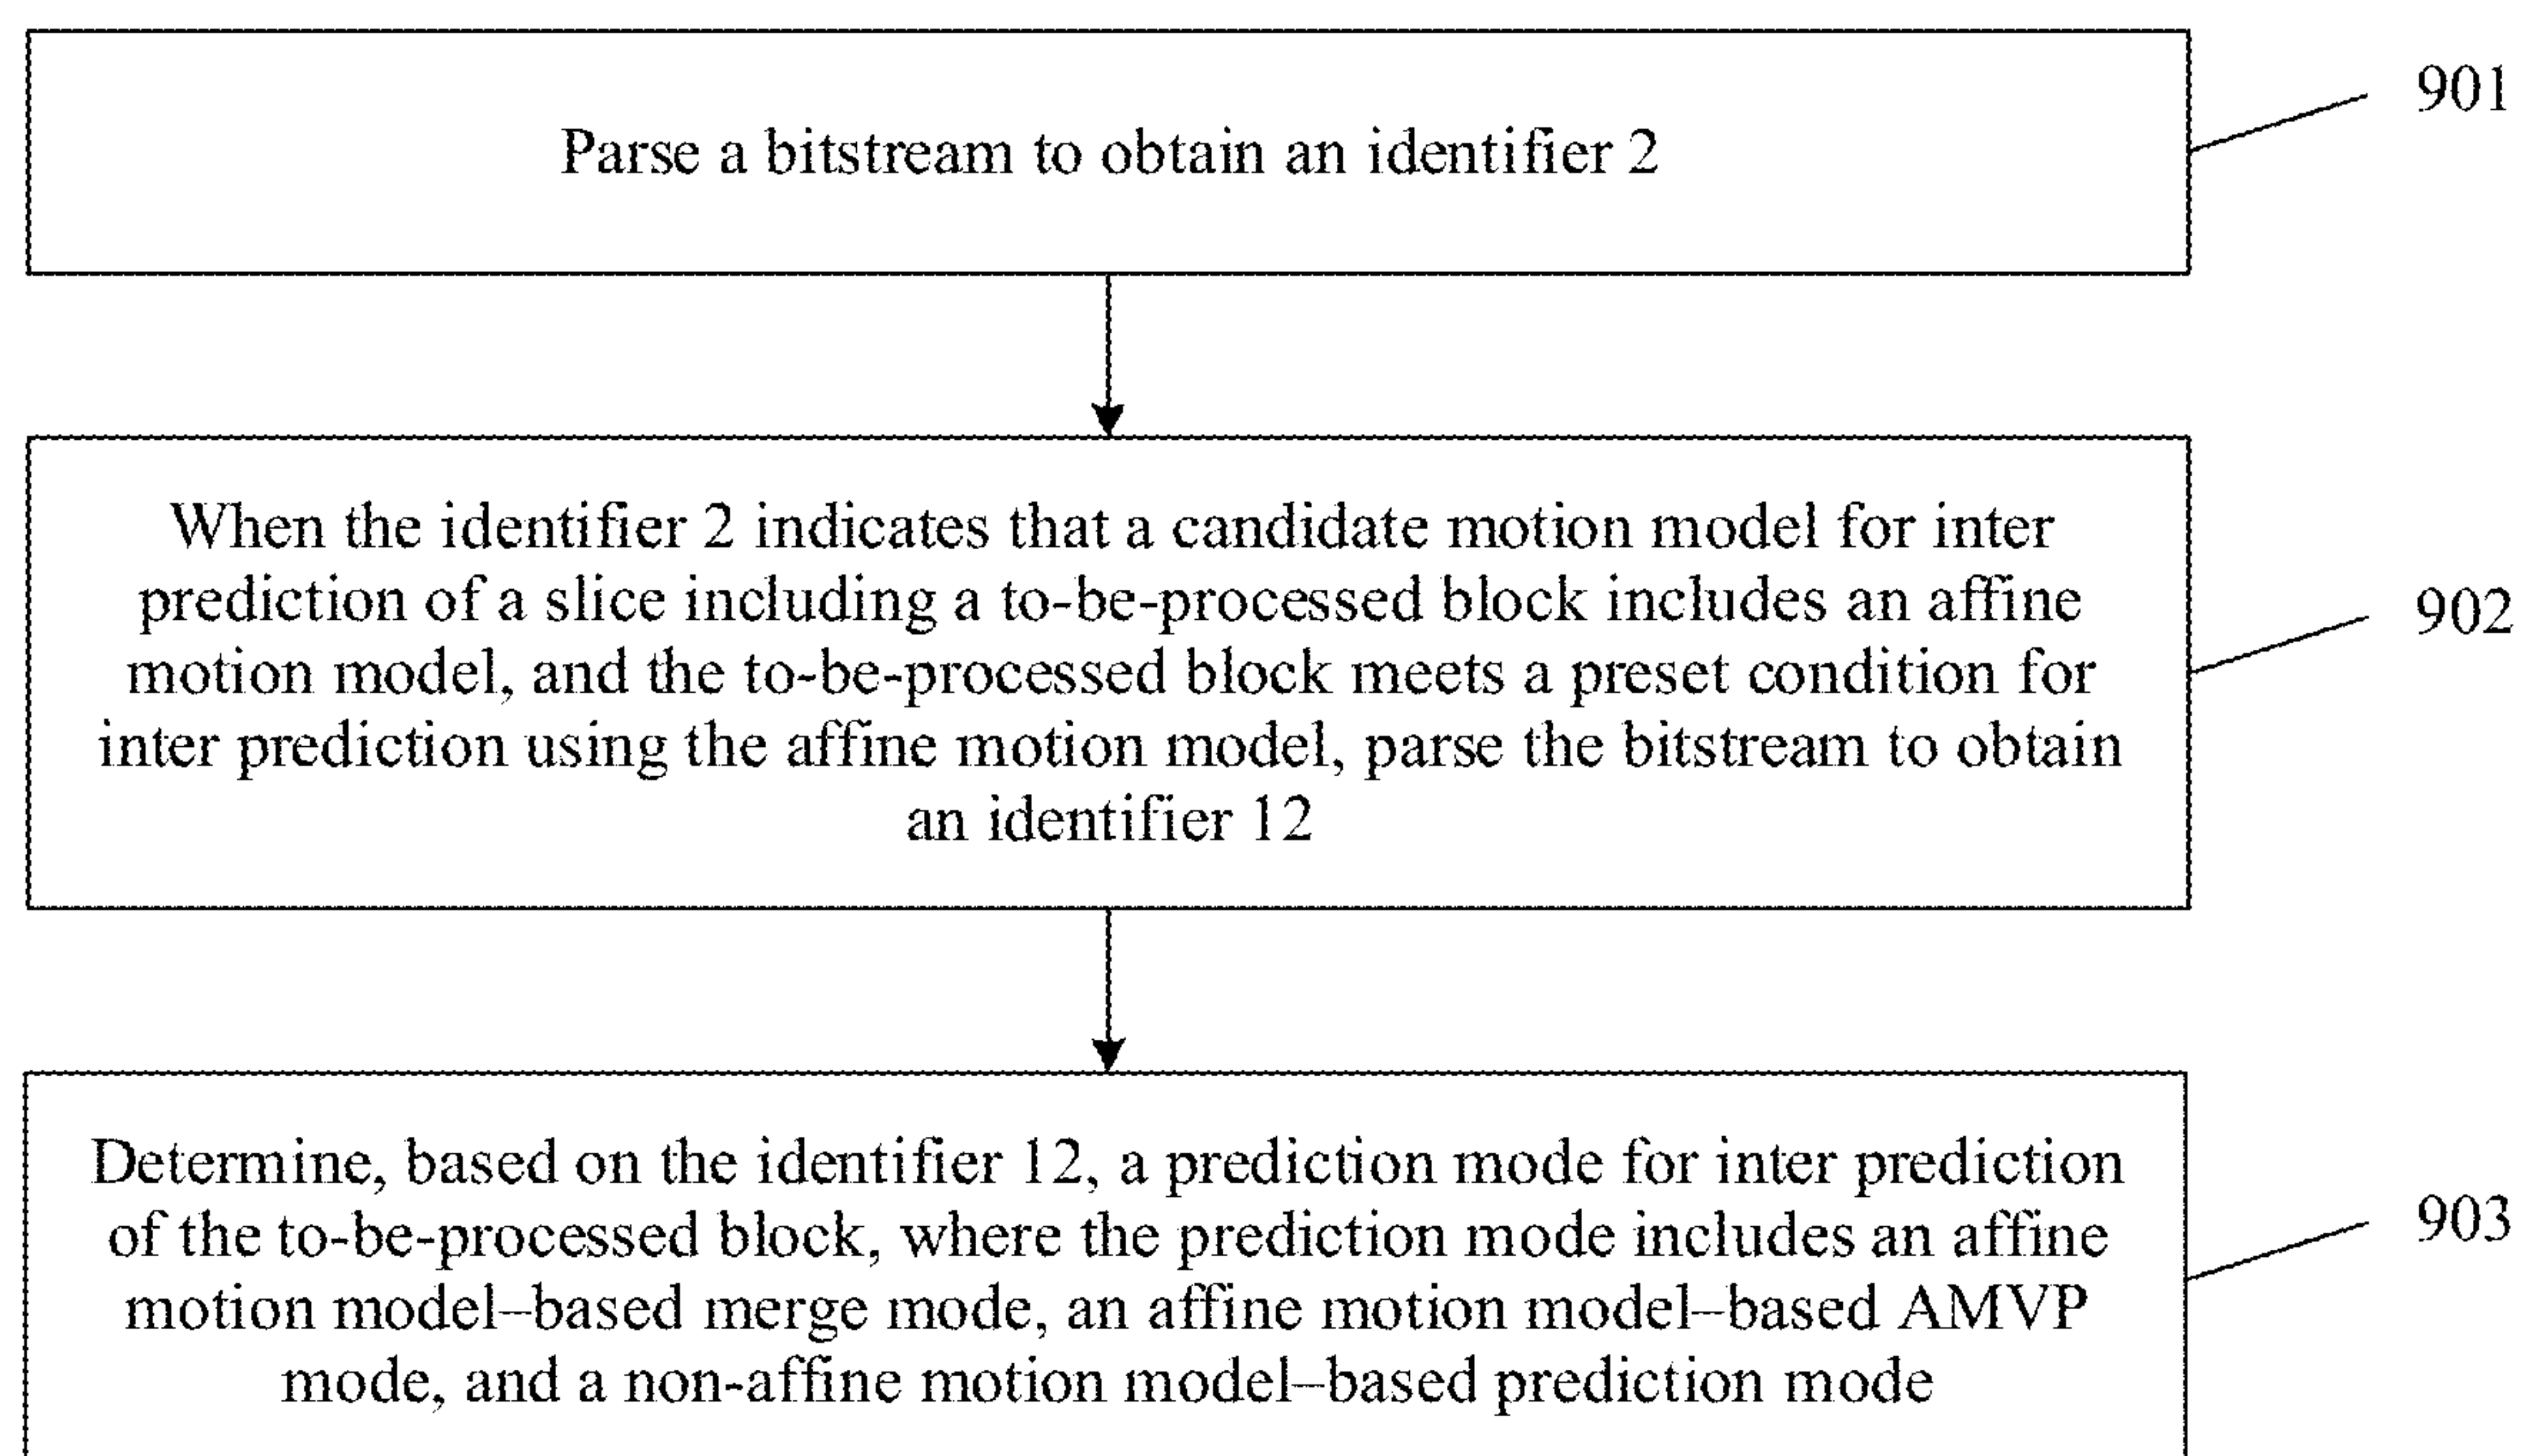 Parse a bitstream to obtain an identifier 2
901
When the identifier 2 indicates that a candidate motion model for inter
prediction of a slice including a to-be-processed block includes an affine
motion model, and the to-be-processed block meets a preset condition for
inter prediction using the affine motion model, parse the bitstream to obtain
an identifier 12
902
Determine, based on the identifier 12, a prediction mode for inter prediction
of the to-be-processed block, where the prediction mode includes an affine
motion model–based merge mode, an affine motion model–based AMVP
mode, and a non-affine motion model–based prediction mode
903